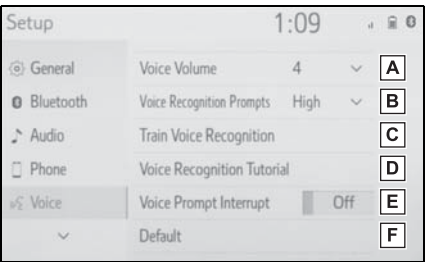 Setup 1:09
General Voice Volume 4 A
Bluetooth Voice Recognition Prompts High B
Audio Train Voice Recognition C
Phone Voice Recognition Tutorial D
Voice Voice Prompt Interrupt Off E
Default F